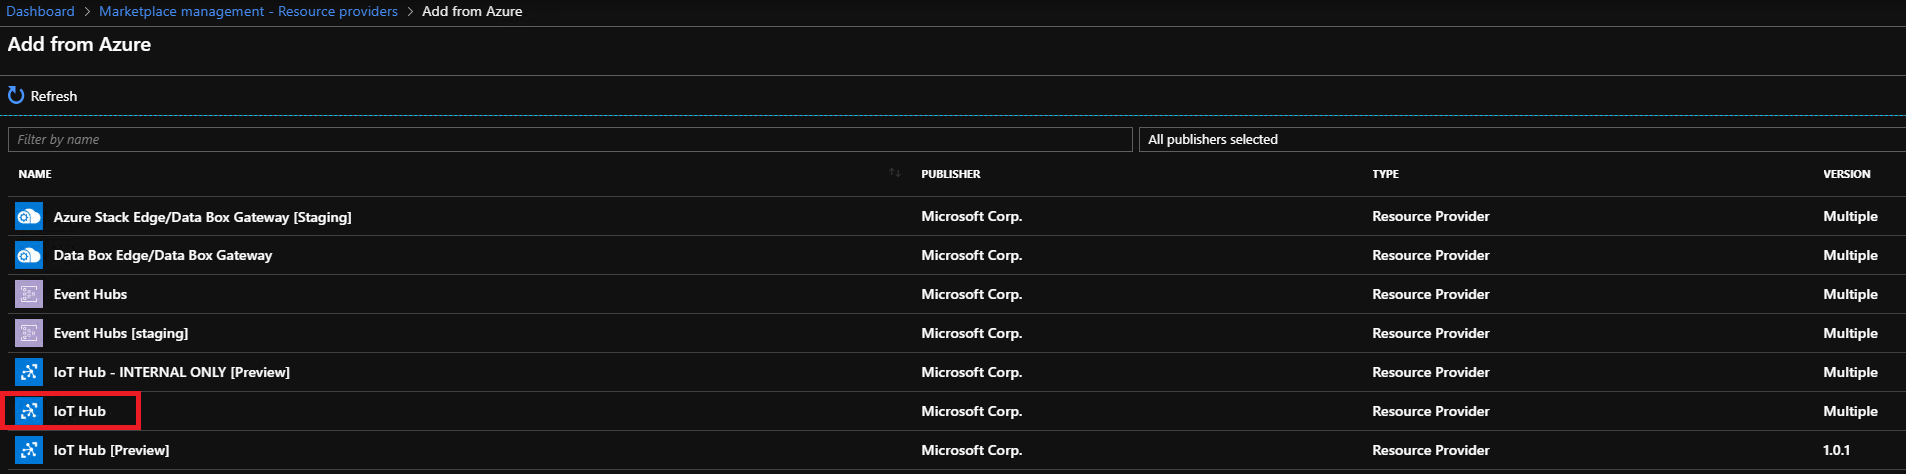 Dashboard > Marketplace management - Resource providers > Add from Azure
Add from Azure
Refresh
Filter by name All publishers selected
NAME PUBLISHER TYPE VERSION
Azure Stack Edge/Data Box Gateway [Staging] Microsoft Corp. Resource Provider Multiple
Data Box Edge/Data Box Gateway Microsoft Corp. Resource Provider Multiple
Event Hubs Microsoft Corp. Resource Provider Multiple
Event Hubs [staging] Microsoft Corp. Resource Provider Multiple
IoT Hub - INTERNAL ONLY [Preview] Microsoft Corp. Resource Provider Multiple
IoT Hub Microsoft Corp. Resource Provider Multiple
IoT Hub [Preview] Microsoft Corp. Resource Provider 1.0.1